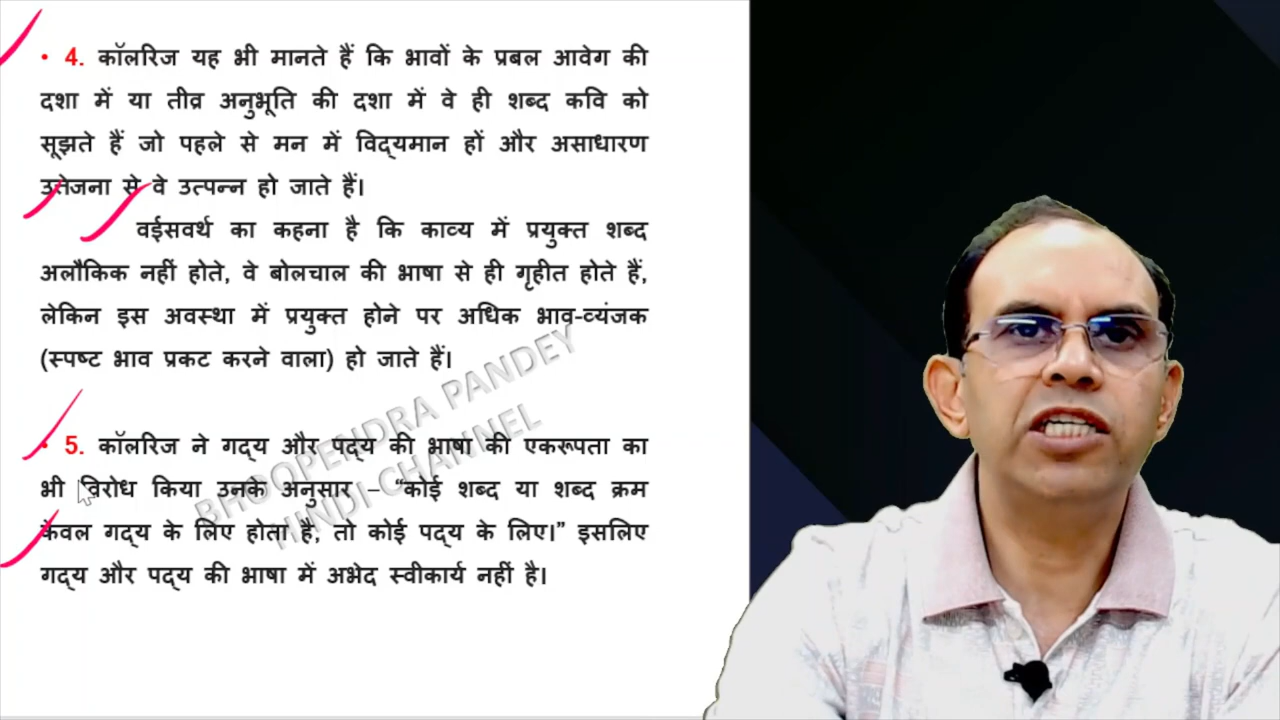 • 4. कॉलरिज यह भी मानते हैं कि भावों के प्रबल आवेग की
दशा में या तीव्र अनुभूति की दशा में वे ही शब्द कवि को
सूझते हैं जो पहले से मन में विद्यमान हों और असाधारण
उत्तेजना से वे उत्पन्न हो जाते हैं।
वर्ईसवर्थ का कहना है कि काव्य में प्रयुक्त शब्द
अलौकिक नहीं होते, वे बोलचाल की भाषा से ही गृहीत होते हैं,
लेकिन इस अवस्था में प्रयुक्त होने पर अधिक भाव-व्यंजक
(स्पष्ट भाव प्रकट करने वाला) हो जाते हैं।
• 5. कॉलरिज ने गद्य और पद्य की भाषा की एकरूपता का
भी विरोध किया उनके अनुसार – “कोई शब्द या शब्द क्रम
केवल गद्य के लिए होता है, तो कोई पद्य के लिए।” इसलिए
गद्य और पद्य की भाषा में अभेद स्वीकार्य नहीं है।
BHOOPENDRA PANDEY
HINDI CHANNEL